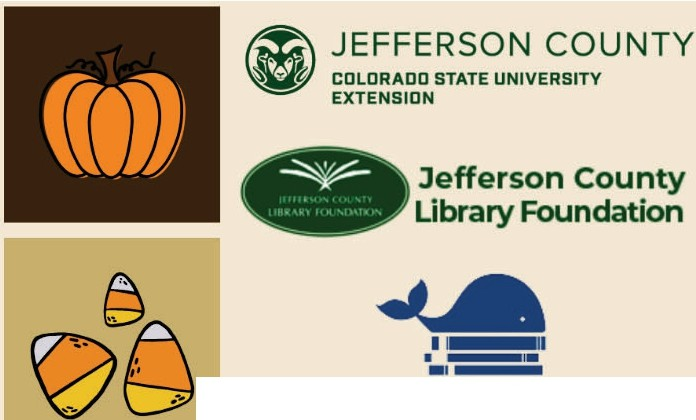 JEFFERSON COUNTY
COLORADO STATE UNIVERSITY
EXTENSION
JEFFERSON COUNTY
LIBRARY FOUNDATION
Jefferson County
Library Foundation